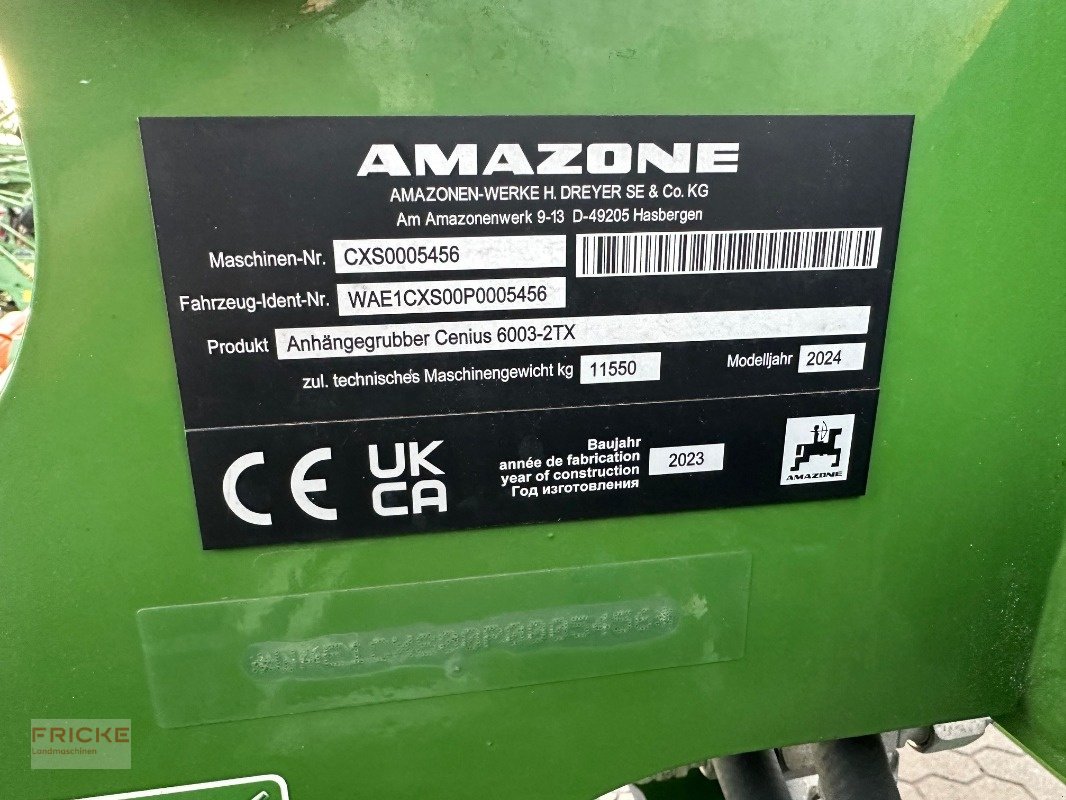 AMAZONE
AMAZONEN-WERKE H. DREYER SE & Co. KG
Am Amazonenwerk 9-13 D-49205 Hasbergen
Maschinen-Nr. CXS0005456
Fahrzeug-Ident-Nr. WAE1CXS00P0005456
Produkt Anhängegrubber Cenius 6003-2TX
zul. technisches Maschinengewicht kg 11550 Modelljahr 2024
CE UK
CA
Baujahr
année de fabrication
year of construction
Год изготовления
2023
AMAZONE
*WAE1CXS00P0005456*
FRICKE
Landmaschinen